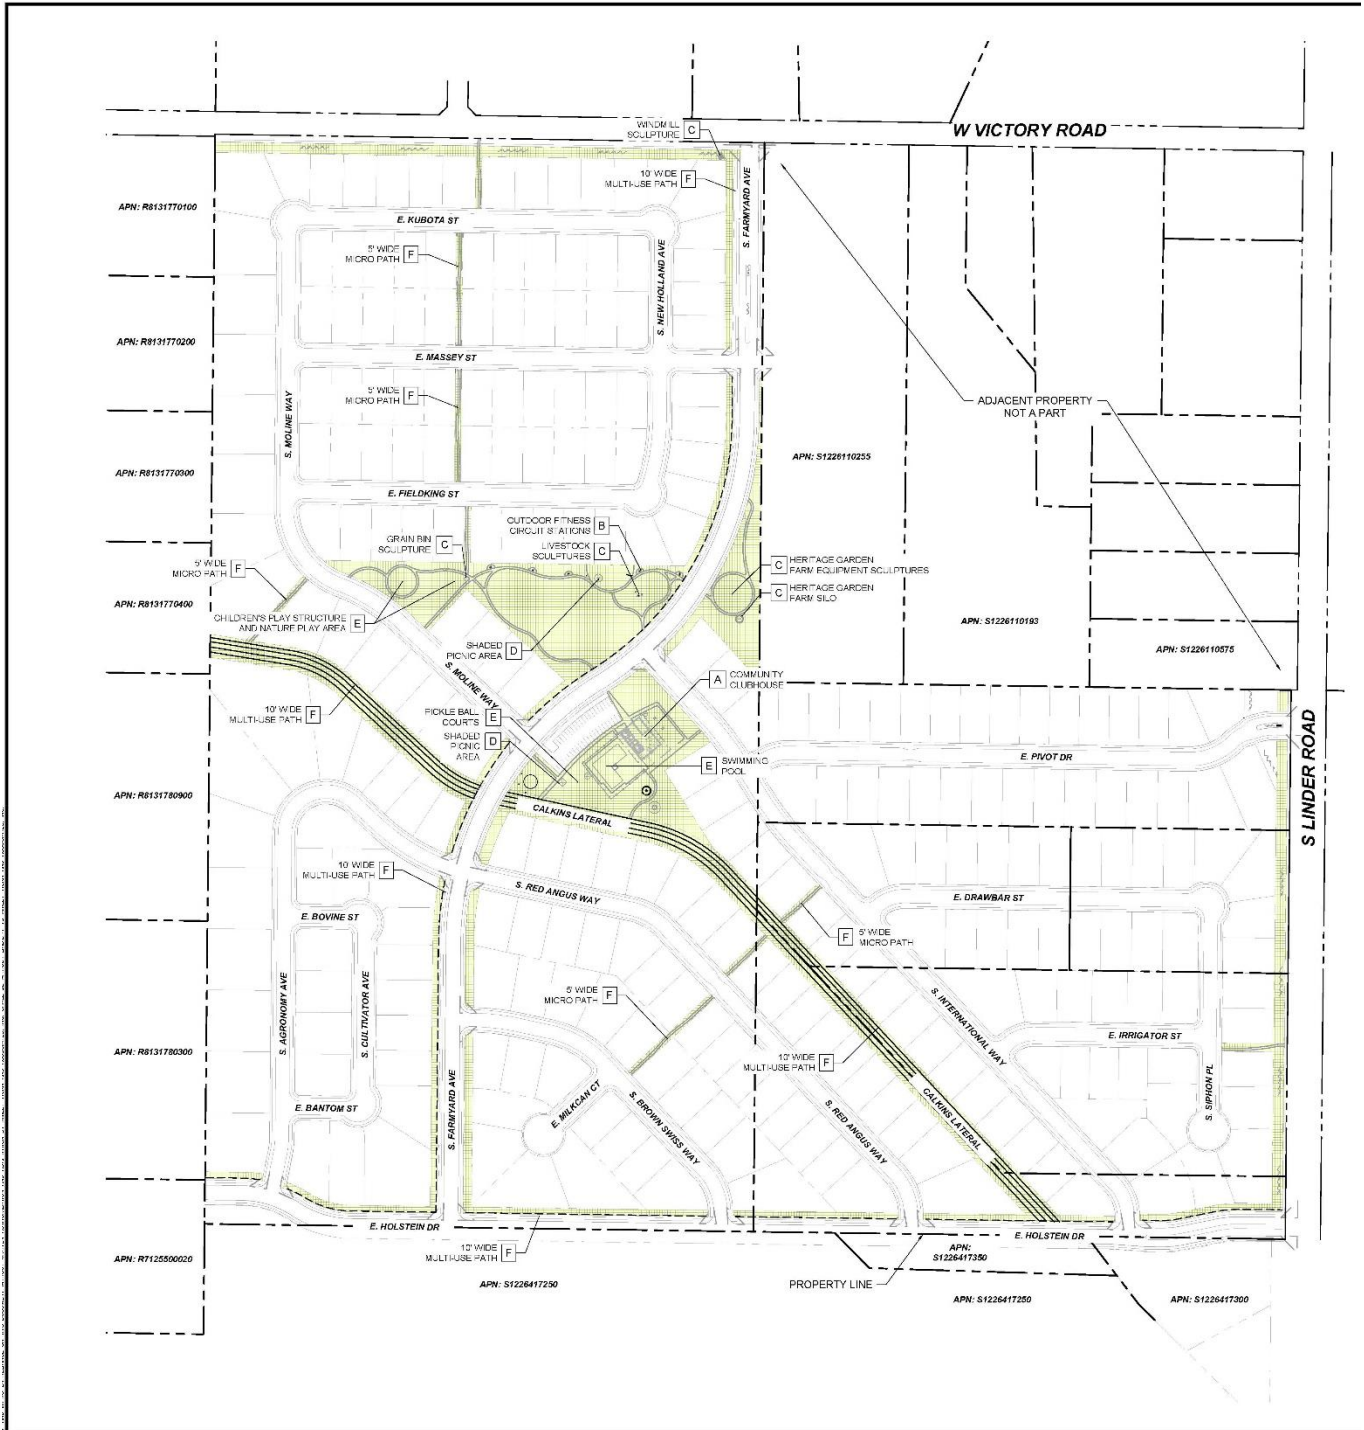 WINDMILL
SCULPTURE
C
W VICTORY ROAD
10' WIDE
MULTI-USE PATH
F
S. FARMYARD AVE
APN: R8131770100
E. KUBOTA ST
5' WIDE
MICRO PATH
F
S. NEW HOLLAND AVE
APN: R8131770200
E. MASSEY ST
5' WIDE
MICRO PATH
F
ADJACENT PROPERTY
NOT A PART
S. MOLINE WAY
APN: R8131770300
APN: S1226110255
E. FIELDKING ST
OUTDOOR FITNESS
CIRCUIT STATIONS
B
GRAIN BIN
SCULPTURE
C
LIVESTOCK
SCULPTURES
C
C
HERITAGE GARDEN
FARM EQUIPMENT SCULPTURES
5' WIDE
MICRO PATH
F
C
HERITAGE GARDEN
FARM SILO
APN: R8131770400
CHILDREN'S PLAY STRUCTURE
AND NATURE PLAY AREA
E
APN: S1226110193
SHADED
PICNIC AREA
D
APN: S1226110575
S. MOLINE WAY
A
COMMUNITY
CLUBHOUSE
10' WIDE
MULTI-USE PATH
F
PICKLE BALL
COURTS
E
SHADED
PICNIC
AREA
D
E. PIVOT DR
E
SWIMMING
POOL
S LINDER ROAD
APN: R8131780900
CALKINS LATERAL
10' WIDE
MULTI-USE PATH
F
S. RED ANGUS WAY
E. DRAWBAR ST
E. BOVINE ST
F
5' WIDE
MICRO PATH
5' WIDE
MICRO PATH
F
S. AGRONOMY AVE
S. CULTIVATOR AVE
S. INTERNATIONAL WAY
E. IRRIGATOR ST
APN: R8131780300
10' WIDE
MULTI-USE PATH
F
S. FARMYARD AVE
E. BANTOM ST
E. MILKCAN CT
S. BROWN SWISS WAY
S. RED ANGUS WAY
CALKINS LATERAL
S. SIPHON PL
E. HOLSTEIN DR
E. HOLSTEIN DR
10' WIDE
MULTI-USE PATH
F
APN: R7125500020
APN:
S1226417350
APN: S1226417250
PROPERTY LINE
APN: S1226417250
APN: S1226417300